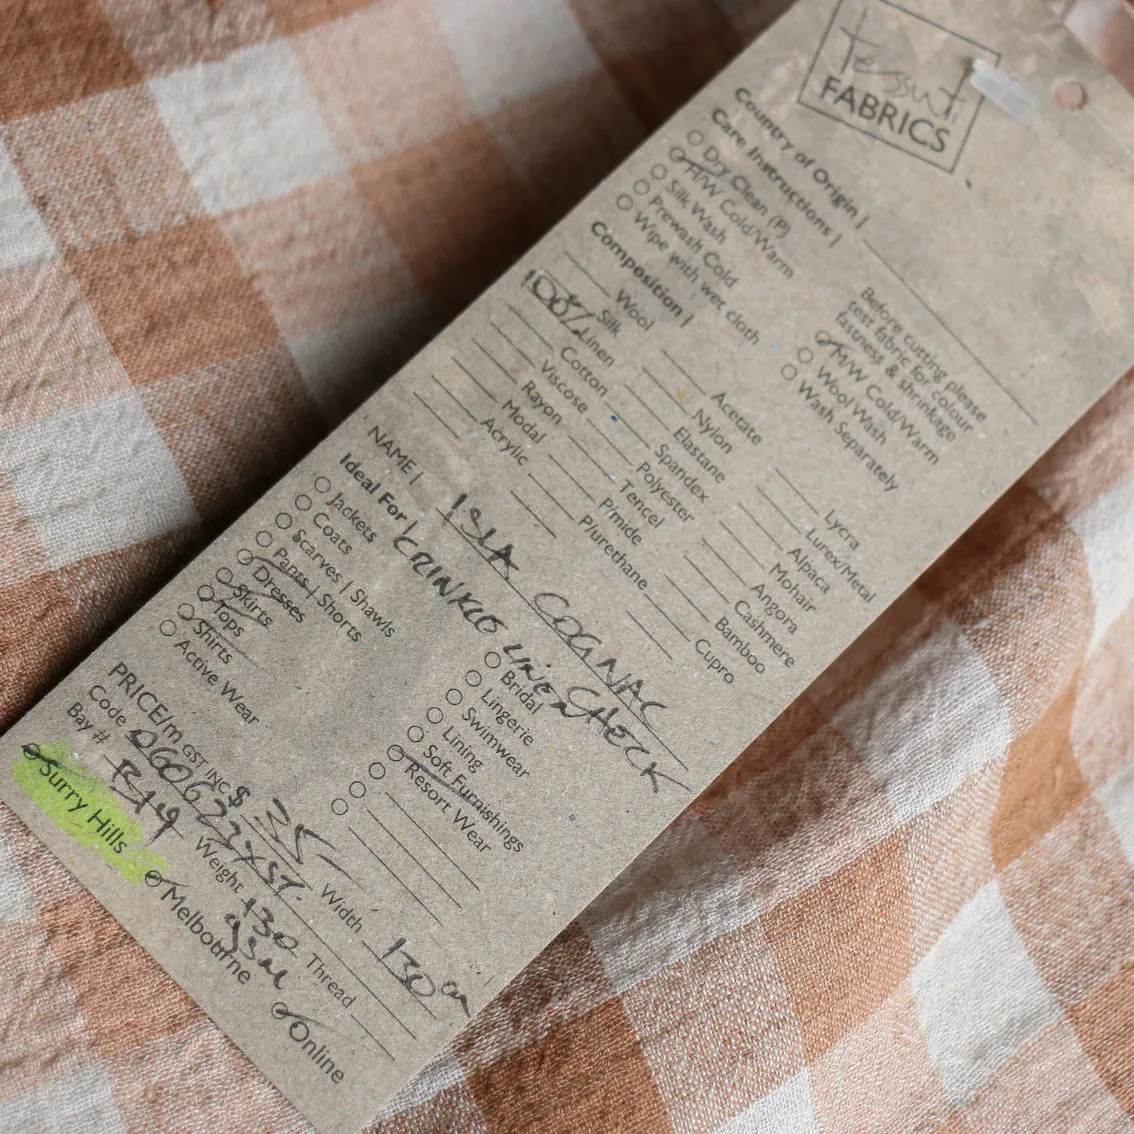 tessuti
FABRICS
Country of Origin |
Care Instructions |
Dry Clean (P)
H/W Cold/Warm
Silk Wash
Prewash Cold
Wipe with wet cloth
Before cutting please
test fabric for colour
fastness & shrinkage
M/W Cold/Warm
Wool Wash
Wash Separately
Composition |
Wool
Silk
100% Linen
Cotton
Viscose
Rayon
Modal
Acrylic
Acetate
Nylon
Elastane
Spandex
Polyester
Tencel
Pimide
Plurethane
Lycra
Lurex/Metal
Alpaca
Mohair
Angora
Cashmere
Bamboo
Cupro
NAME | ISLA COGNAC
Ideal For | CRINKLE LINEN CHECK
Jackets
Coats
Scarves | Shawls
Pants | Shorts
Dresses
Skirts
Tops
Shirts
Active Wear
Bridal
Lingerie
Swimwear
Lining
Soft Furnishings
Resort Wear
PRICE/m GST INC $ 35- Width 130cm
Code Weight 130 gsm Thread
Bay # B19
Surry Hills Melbourne Online